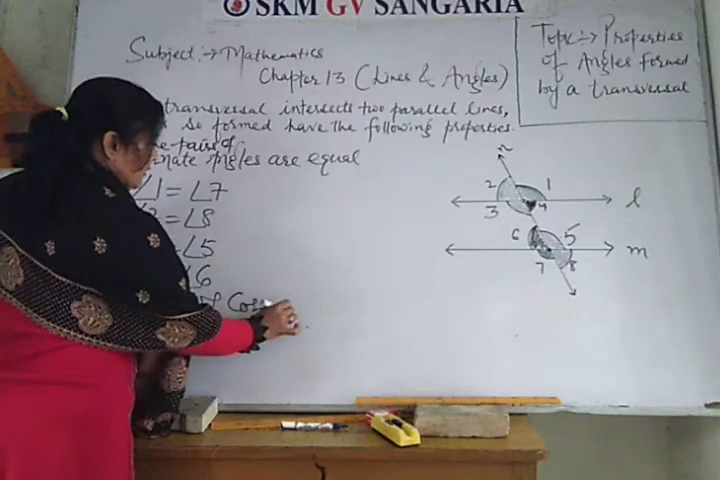 SKM GV SANGARIA
Subject :→ Mathematics
Chapter 13 (Lines & Angles)
Topic :→ Properties
of Angles formed
by a transversal
transversal intersects two parallel lines,
so formed have the following properties.
pairs of
nate Angles are equal
∠1 = ∠7
= ∠8
= ∠5
∠6
n
2 1
3 4
l
6 5
7 8
m